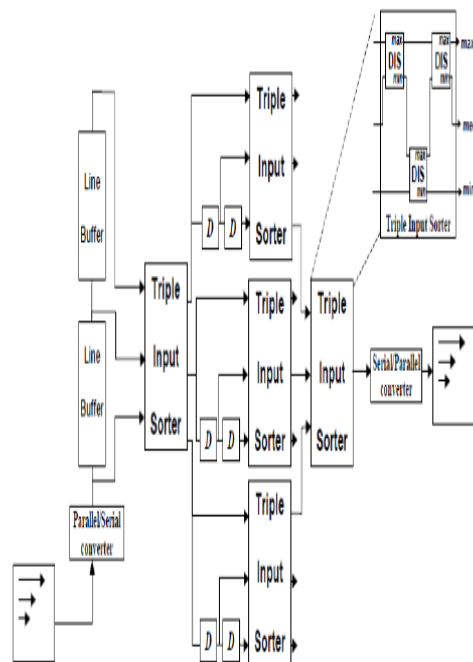 max
DIS
min
max
DIS
min
max
DIS
min
max
min
Triple Input Sorter
Line
Buffer
Line
Buffer
Parallel/Serial
converter
Triple
Input
Sorter
D
D
Triple
Input
Sorter
D
D
Triple
Input
Sorter
D
D
Triple
Input
Sorter
Triple
Input
Sorter
Serial/Parallel
converter